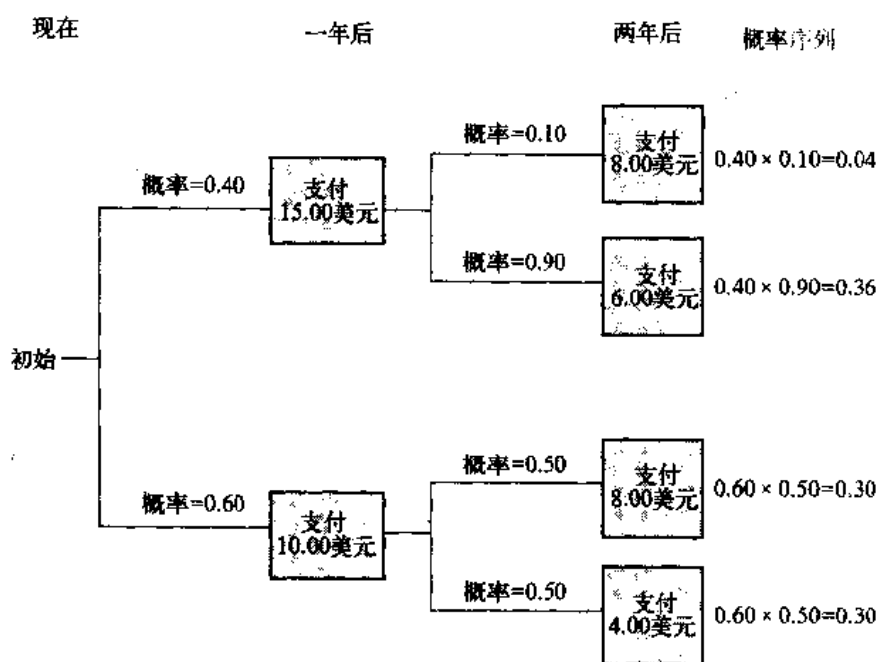 现在
一年后
两年后
概率序列
概率=0.10
支付
8.00美元
0.40 × 0.10=0.04
概率=0.40
支付
15.00美元
概率=0.90
支付
6.00美元
0.40 × 0.90=0.36
初始
概率=0.50
支付
8.00美元
0.60 × 0.50=0.30
概率=0.60
支付
10.00美元
概率=0.50
支付
4.00美元
0.60 × 0.50=0.30